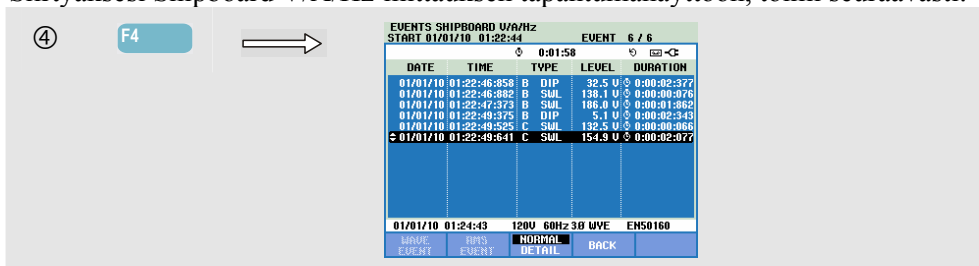 Siirtyäksesi Shipboard V/A/Hz-mittauksen tapahtumanäyttöön, toimi seuraavasti:
④ F4
EVENTS SHIPBOARD V/A/Hz
START 01/01/10 01:22:44 EVENT 6 / 6
0:01:58
DATE TIME TYPE LEVEL DURATION
01/01/10 01:22:46:858 B DIP 32.5 V 0:00:02:377
01/01/10 01:22:46:882 B SWL 138.1 V 0:00:00:076
01/01/10 01:22:47:373 B SWL 186.0 V 0:00:01:862
01/01/10 01:22:49:375 B DIP 5.1 V 0:00:02:343
01/01/10 01:22:49:525 C SWL 132.5 V 0:00:00:066
01/01/10 01:22:49:641 C SWL 154.9 V 0:00:02:077
01/01/10 01:24:43 120V 60Hz 3Ø WYE EN50160
WAVE EVENT RMS EVENT NORMAL DETAIL BACK